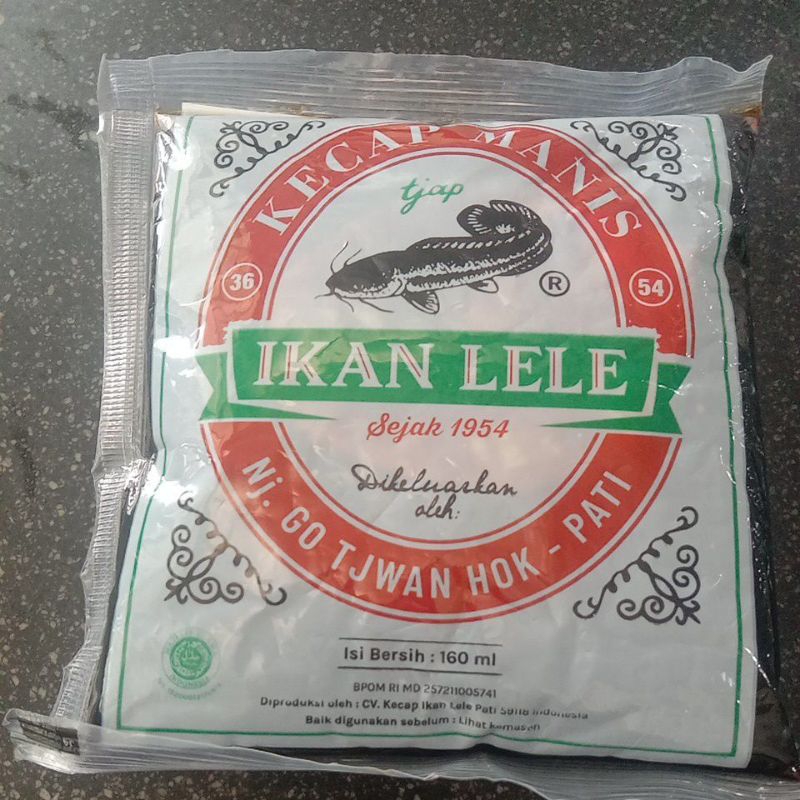 KECAP MANIS
tjap
36
54
®
IKAN LELE
Sejak 1954
Dikeluarkan
oleh:
Nj. GO TJWAN HOK - PATI
Isi Bersih : 160 ml
BPOM RI MD 257211005741
Diproduksi oleh : CV. Kecap Ikan Lele Pati 59118 Indonesia
Baik digunakan sebelum : Lihat kemasan